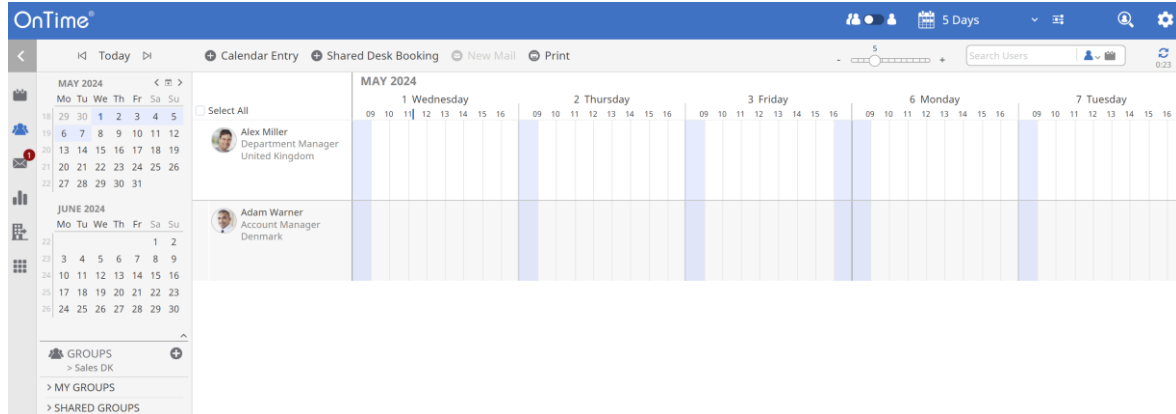 OnTime®
5 Days
Today
Calendar Entry
Shared Desk Booking
New Mail
Print
5
- +
Search Users
0:23
MAY 2024
Mo Tu We Th Fr Sa Su
18 29 30 1 2 3 4 5
19 6 7 8 9 10 11 12
20 13 14 15 16 17 18 19
21 20 21 22 23 24 25 26
22 27 28 29 30 31
JUNE 2024
Mo Tu We Th Fr Sa Su
22 1 2
23 3 4 5 6 7 8 9
24 10 11 12 13 14 15 16
25 17 18 19 20 21 22 23
26 24 25 26 27 28 29 30
GROUPS
> Sales DK
> MY GROUPS
> SHARED GROUPS
1
Select All
MAY 2024
1 Wednesday 2 Thursday 3 Friday 6 Monday 7 Tuesday
09 10 11 12 13 14 15 16 09 10 11 12 13 14 15 16 09 10 11 12 13 14 15 16 09 10 11 12 13 14 15 16 09 10 11 12 13 14 15 16
Alex Miller
Department Manager
United Kingdom
Adam Warner
Account Manager
Denmark